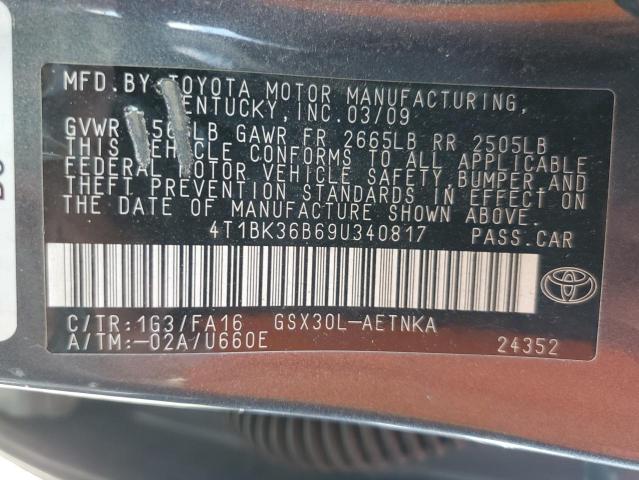 MFD.BY TOYOTA MOTOR MANUFACTURING,
KENTUCKY, INC. 03/09
GVWR 4565LB GAWR FR 2665LB RR 2505LB
THIS VEHICLE CONFORMS TO ALL APPLICABLE
FEDERAL MOTOR VEHICLE SAFETY, BUMPER AND
THEFT PREVENTION STANDARDS IN EFFECT ON
THE DATE OF MANUFACTURE SHOWN ABOVE.
4T1BK36B69U340817 PASS.CAR
C/TR:1G3/FA16 GSX30L-AETNKA
A/TM:-02A/U660E 24352